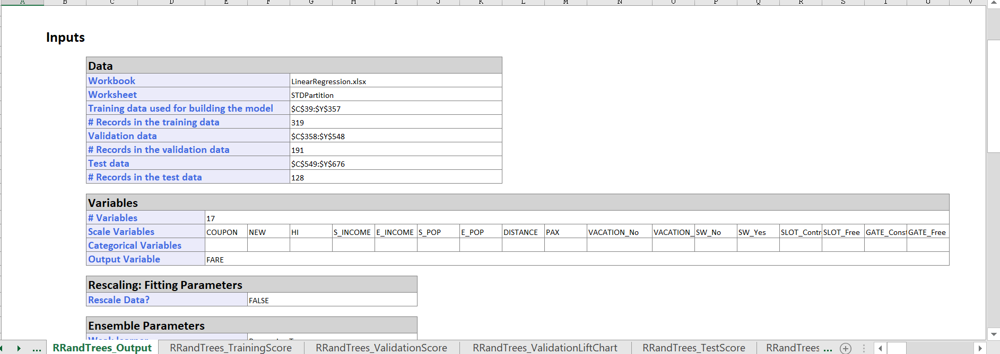 A B C D E F G H I J K L M N O P Q R S T U V
Inputs
Data
Workbook LinearRegression.xlsx
Worksheet STDPartition
Training data used for building the model $C$39:$Y$357
# Records in the training data 319
Validation data $C$358:$Y$548
# Records in the validation data 191
Test data $C$549:$Y$676
# Records in the test data 128
Variables
# Variables 17
Scale Variables COUPON NEW HI S_INCOME E_INCOME S_POP E_POP DISTANCE PAX VACATION_No VACATION_ SW_No SW_Yes SLOT_Contr SLOT_Free GATE_Const GATE_Free
Categorical Variables
Output Variable FARE
Rescaling: Fitting Parameters
Rescale Data? FALSE
Ensemble Parameters
Weak learner
... RRandTrees_Output RRandTrees_TrainingScore RRandTrees_ValidationScore RRandTrees_ValidationLiftChart RRandTrees_TestScore RRandTrees ...